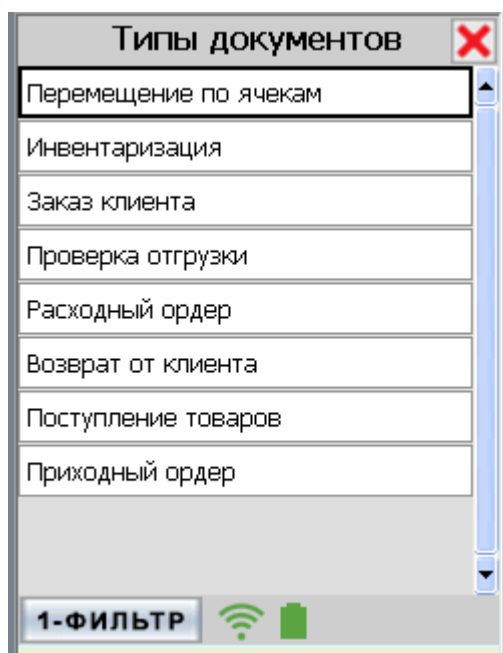 Типы документов
Перемещение по ячекам
Инвентаризация
Заказ клиента
Проверка отгрузки
Расходный ордер
Возврат от клиента
Поступление товаров
Приходный ордер
1-ФИЛЬТР